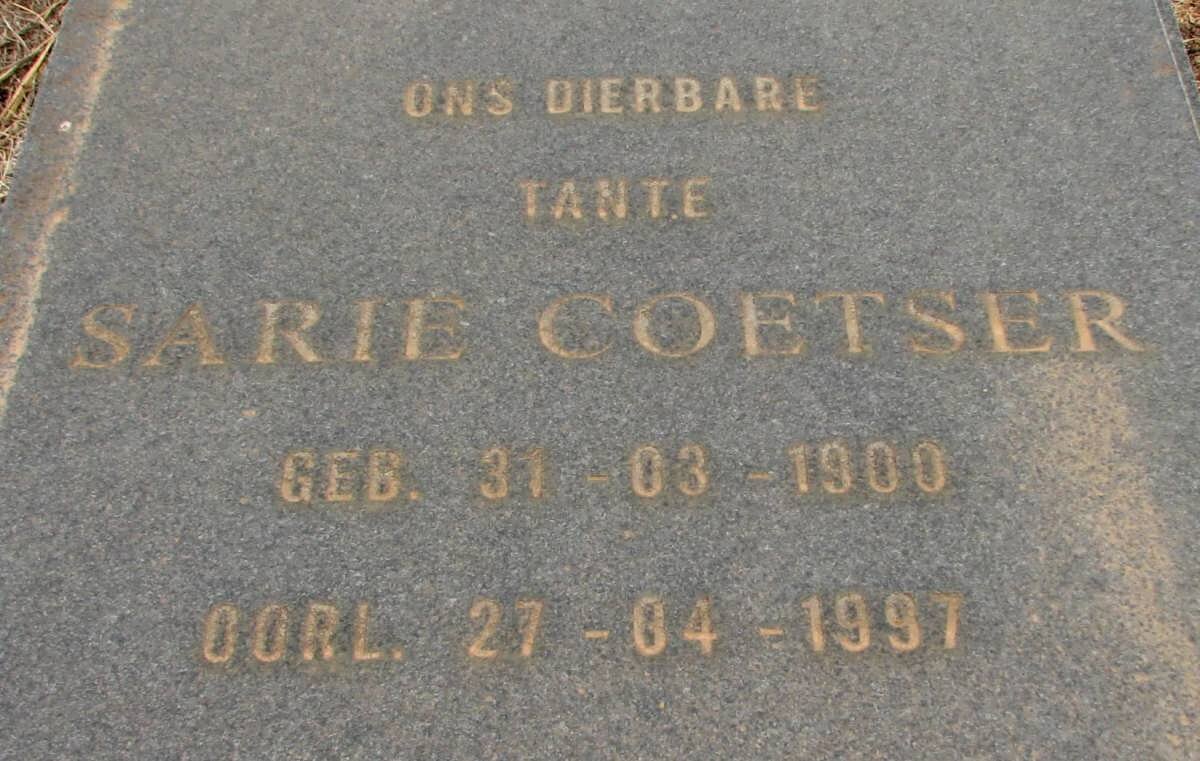 ONS DIERBARE
TANTE
SARIE COETSER
GEB. 31 - 03 - 1900
OORL. 27 - 04 - 1997